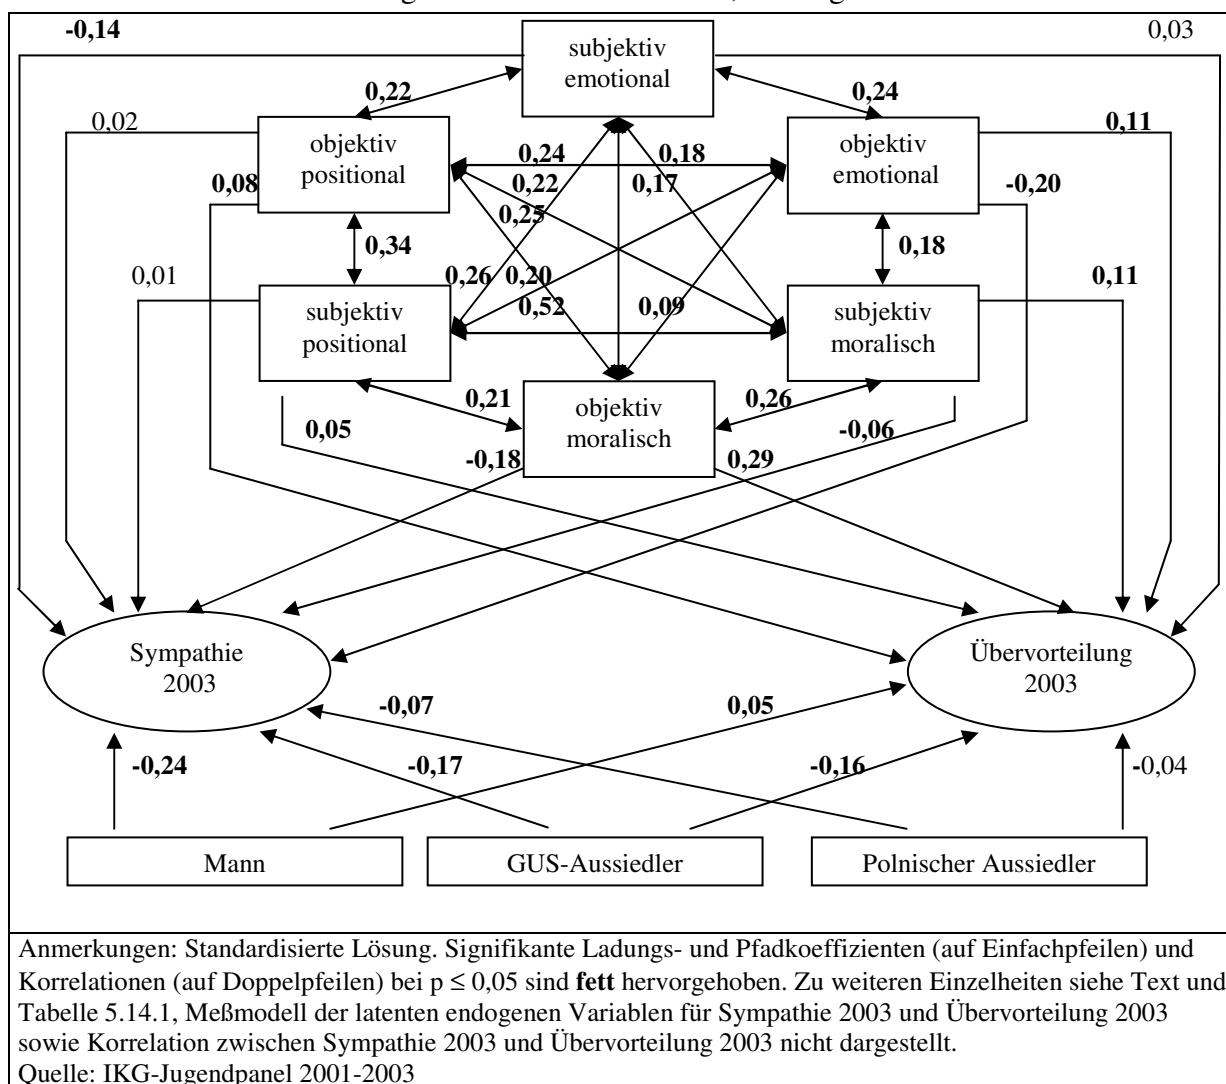 -0,14
0,03
subjektiv
emotional
0,22
0,24
0,02
0,11
objektiv
positional
objektiv
emotional
0,24
0,18
0,08
0,22
0,17
-0,20
0,25
0,34
0,18
0,01
0,26
0,20
0,11
0,52
0,09
subjektiv
positional
subjektiv
moralisch
0,21
0,26
objektiv
moralisch
0,05
-0,06
-0,18
0,29
Sympathie
2003
Übervorteilung
2003
-0,07
0,05
-0,24
-0,17
-0,16
-0,04
Mann
GUS-Aussiedler
Polnischer Aussiedler
Anmerkungen: Standardisierte Lösung. Signifikante Ladungs- und Pfadkoeffizienten (auf Einfachpfeilen) und
Korrelationen (auf Doppelpfeilen) bei p ≤ 0,05 sind fett hervorgehoben. Zu weiteren Einzelheiten siehe Text und
Tabelle 5.14.1, Meßmodell der latenten endogenen Variablen für Sympathie 2003 und Übervorteilung 2003
sowie Korrelation zwischen Sympathie 2003 und Übervorteilung 2003 nicht dargestellt.
Quelle: IKG-Jugendpanel 2001-2003